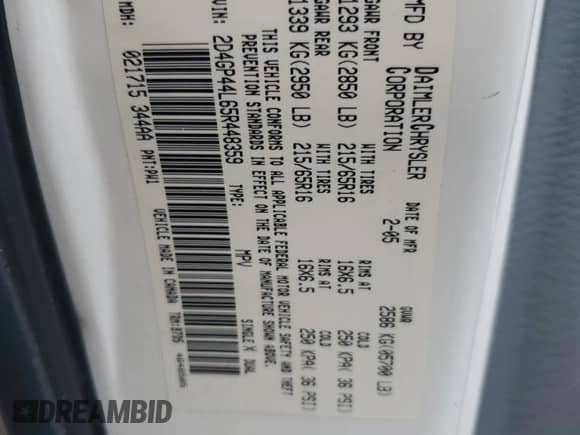 MFD BY DAIMLERCHRYSLER CORPORATION
DATE OF MFR
2-05
GVWR
2586 KG(05700 LB)
GAWR FRONT
1293 KG(2850 LB)
WITH TIRES
215/65R16
RIMS AT
16X6.5
COLD
250 KPA( 36 PSI)
GAWR REAR
1339 KG(2950 LB)
WITH TIRES
215/65R16
RIMS AT
16X6.5
COLD
250 KPA( 36 PSI)
THIS VEHICLE CONFORMS TO ALL APPLICABLE FEDERAL MOTOR VEHICLE SAFETY AND THEFT
PREVENTION STANDARDS IN EFFECT ON THE DATE OF MANUFACTURE SHOWN ABOVE.
VIN: 2D4GP44L65R448359 TYPE: MPV SINGLE X DUAL
MDH: 021715 344AA PNT:PW1 VEHICLE MADE IN CANADA
DREAMBID